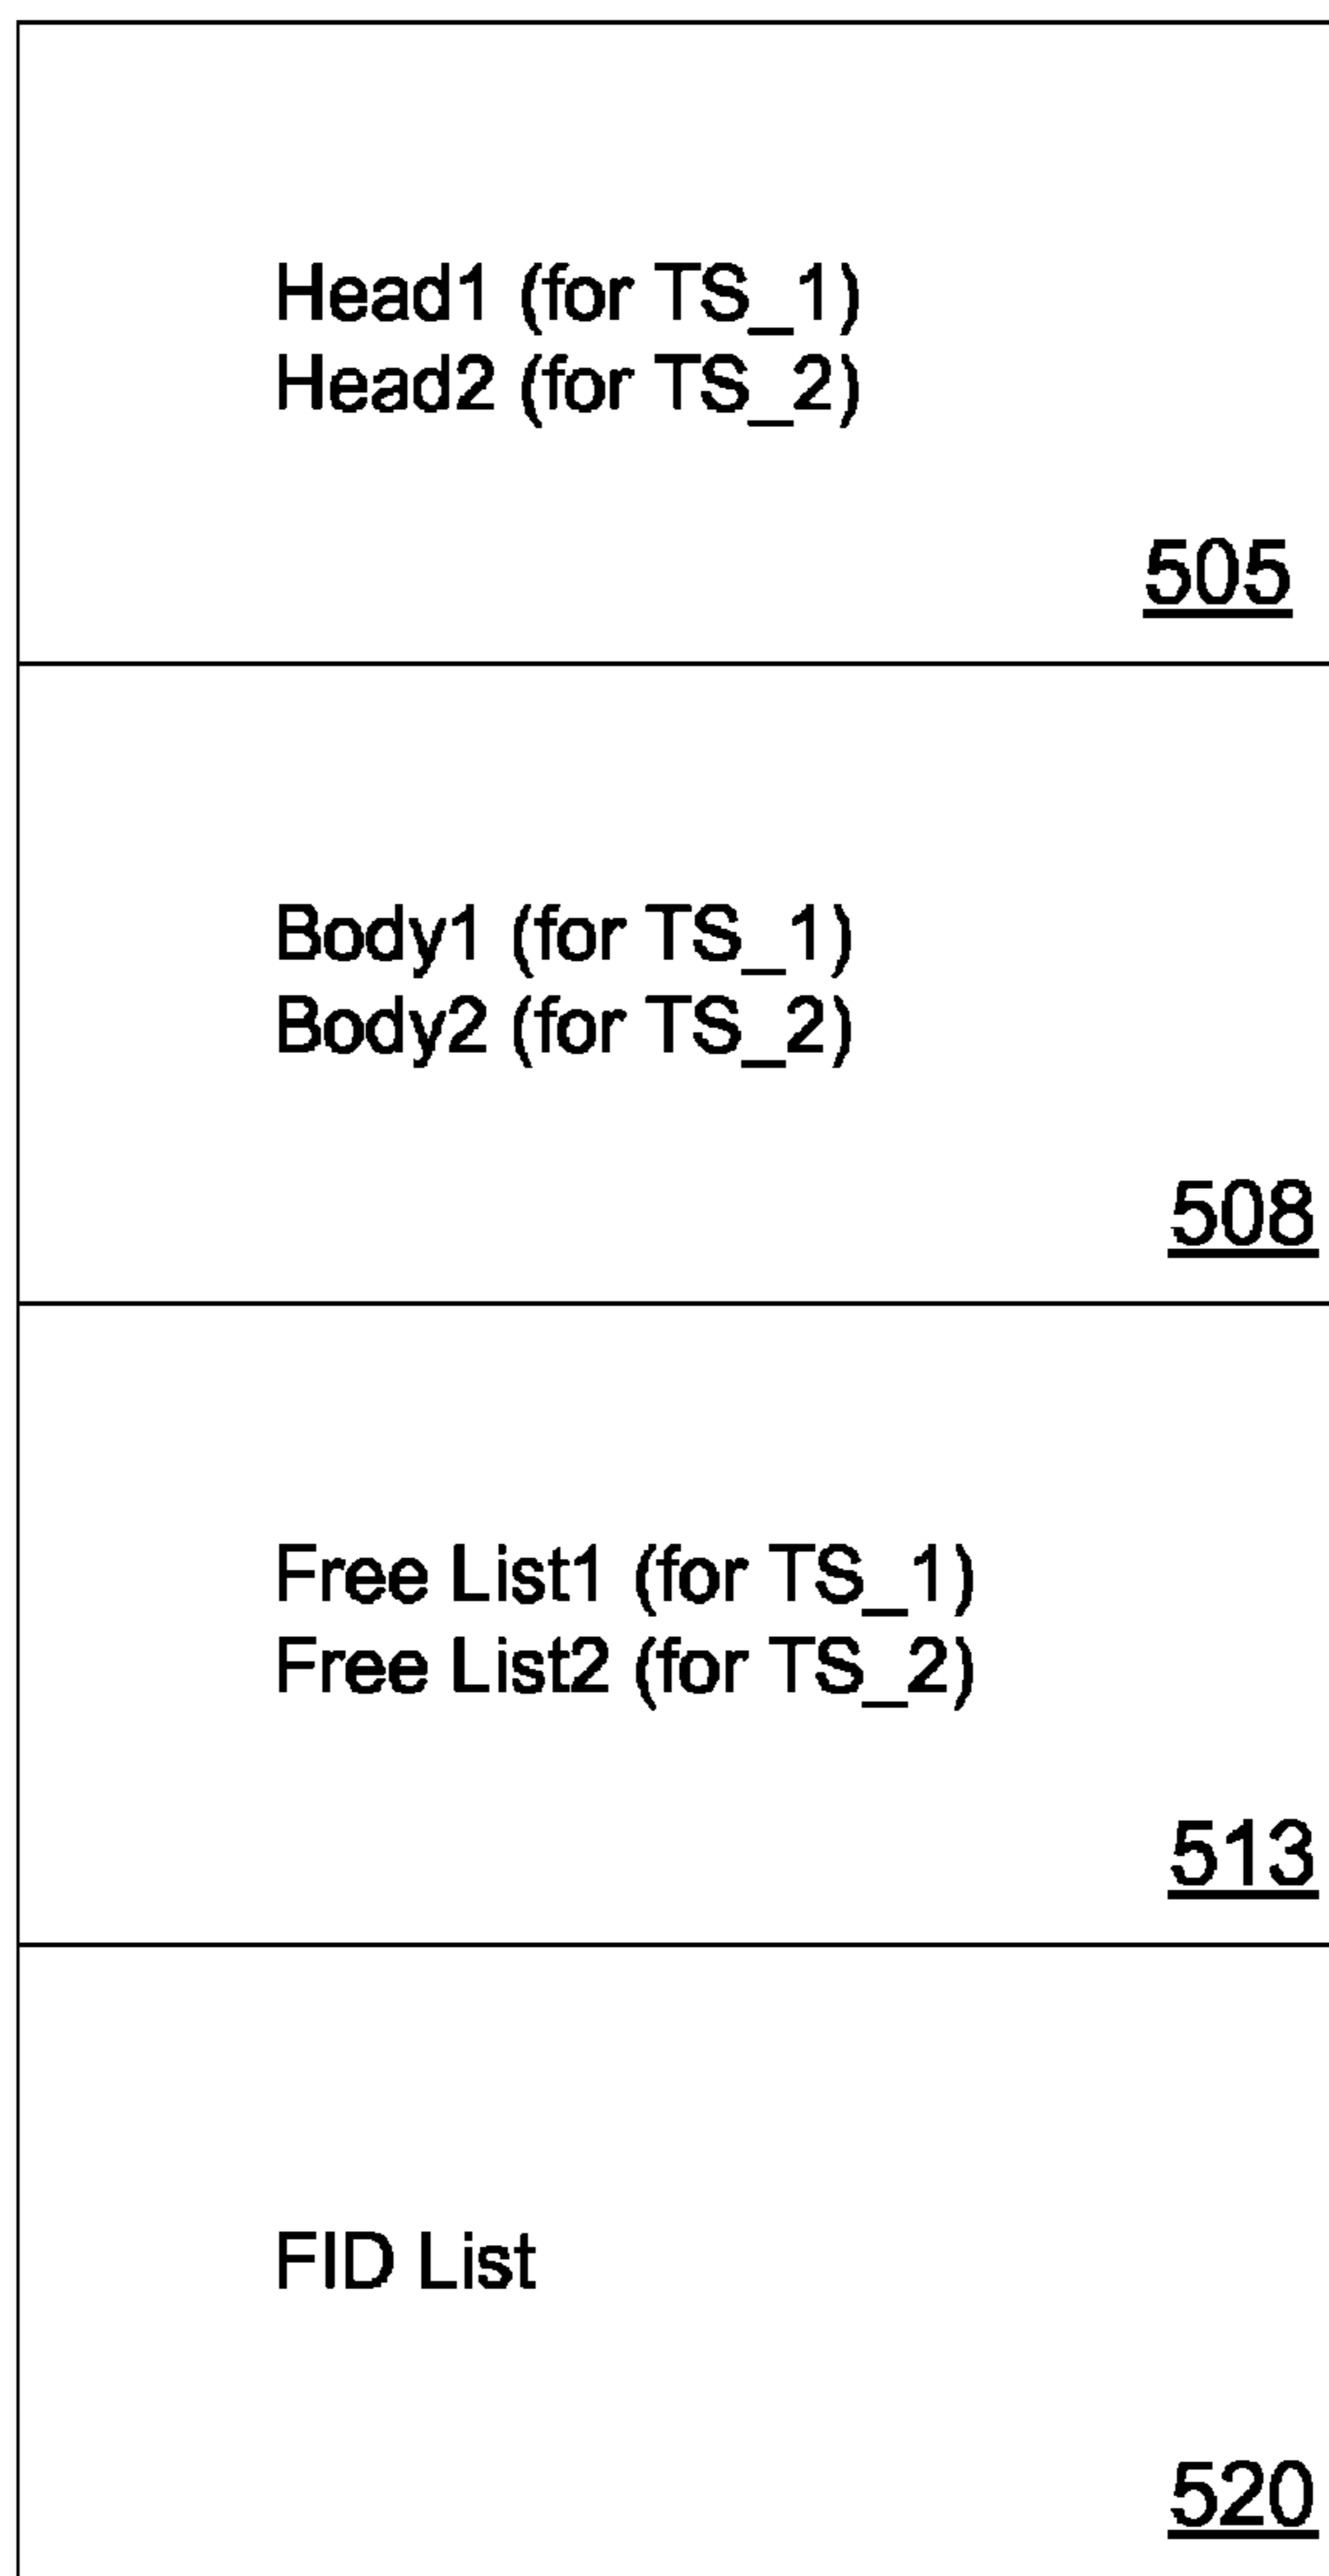 Head1 (for TS_1)
Head2 (for TS_2)
505
Body1 (for TS_1)
Body2 (for TS_2)
508
Free List1 (for TS_1)
Free List2 (for TS_2)
513
FID List
520